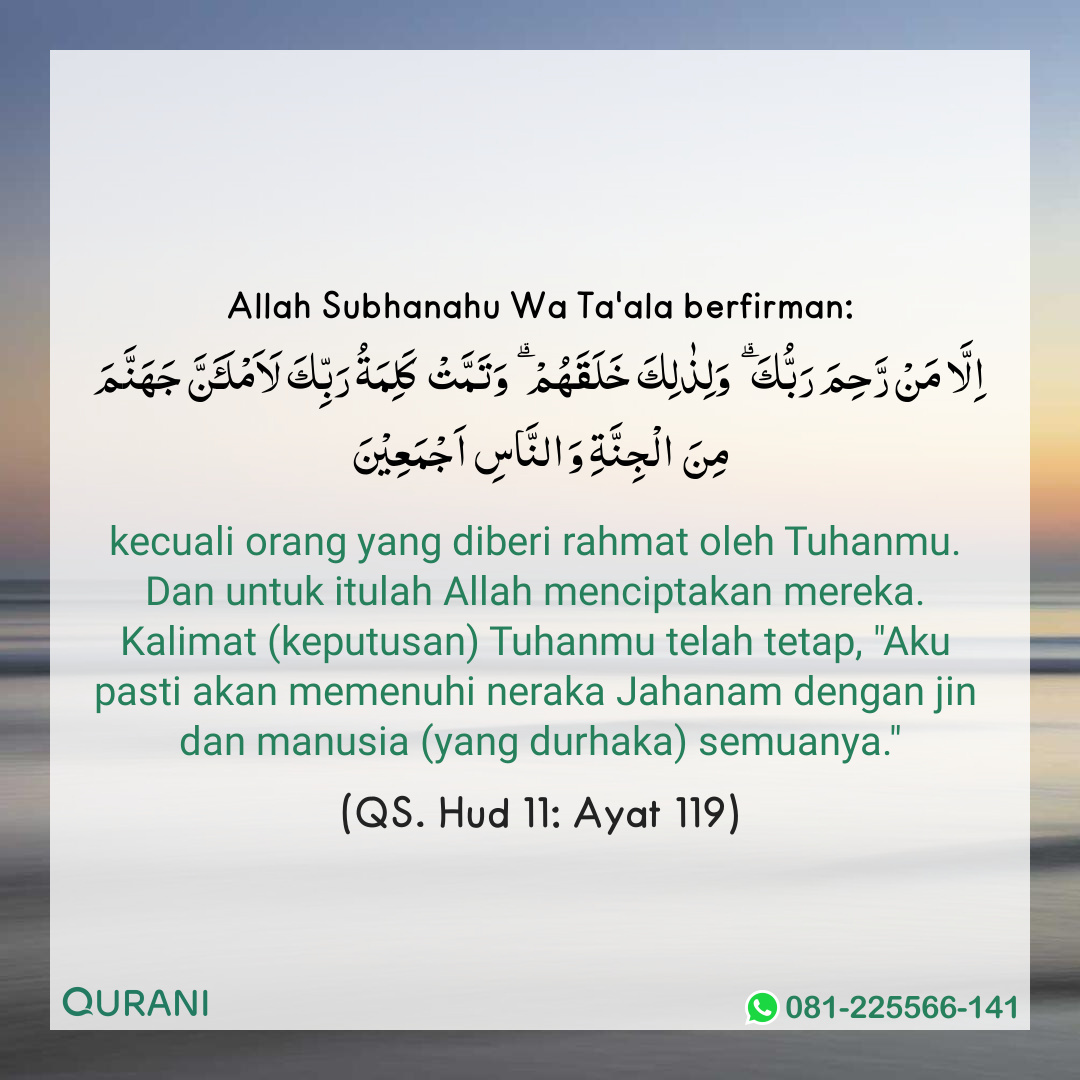 Allah Subhanahu Wa Ta'ala berfirman:
اِلَّا مَنْ رَّحِمَ رَبُّكَ ۗ وَلِذٰلِكَ خَلَقَهُمْ ۗ وَتَمَّتْ كَلِمَةُ رَبِّكَ لَاَمْلَـئَنَّ جَهَنَّمَ
مِنَ الْجِنَّةِ وَا لنَّا سِ اَجْمَعِيْنَ
kecuali orang yang diberi rahmat oleh Tuhanmu.
Dan untuk itulah Allah menciptakan mereka.
Kalimat (keputusan) Tuhanmu telah tetap, "Aku
pasti akan memenuhi neraka Jahanam dengan jin
dan manusia (yang durhaka) semuanya."
(QS. Hud 11: Ayat 119)
QURANI
081-225566-141